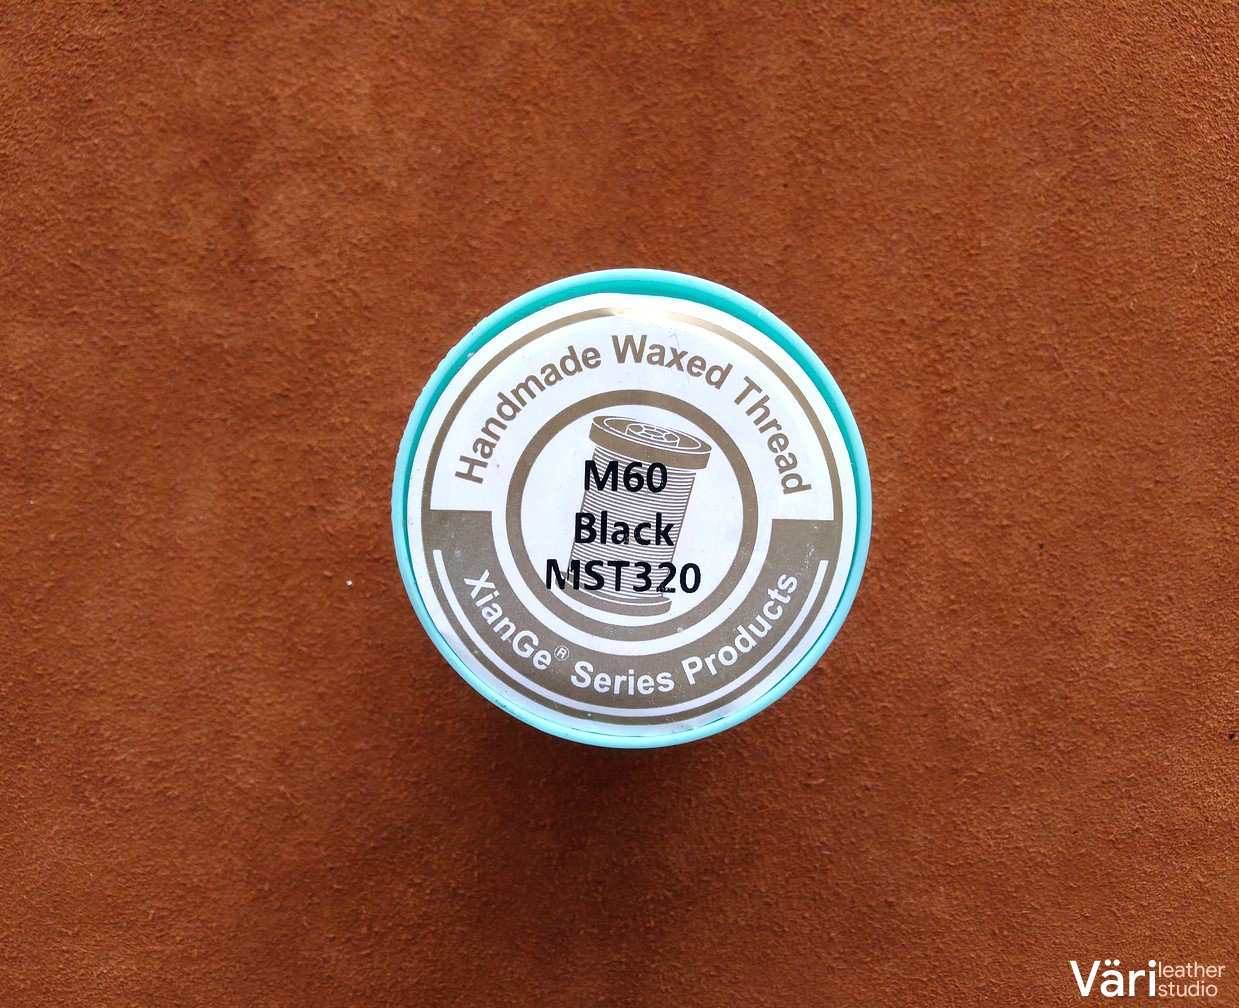 Handmade Waxed Thread
M60
Black
MST320
XianGe® Series Products
Väri leather
studio